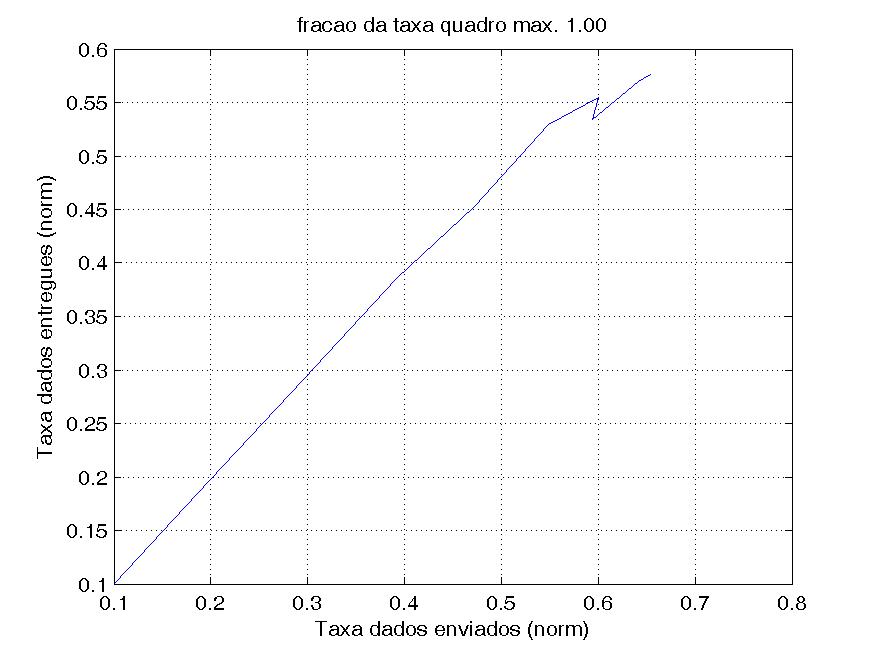 fracao da taxa quadro max. 1.00
0.6
0.55
0.5
0.45
0.4
0.35
0.3
0.25
0.2
0.15
0.1
Taxa dados entregues (norm)
0.1 0.2 0.3 0.4 0.5 0.6 0.7 0.8
Taxa dados enviados (norm)